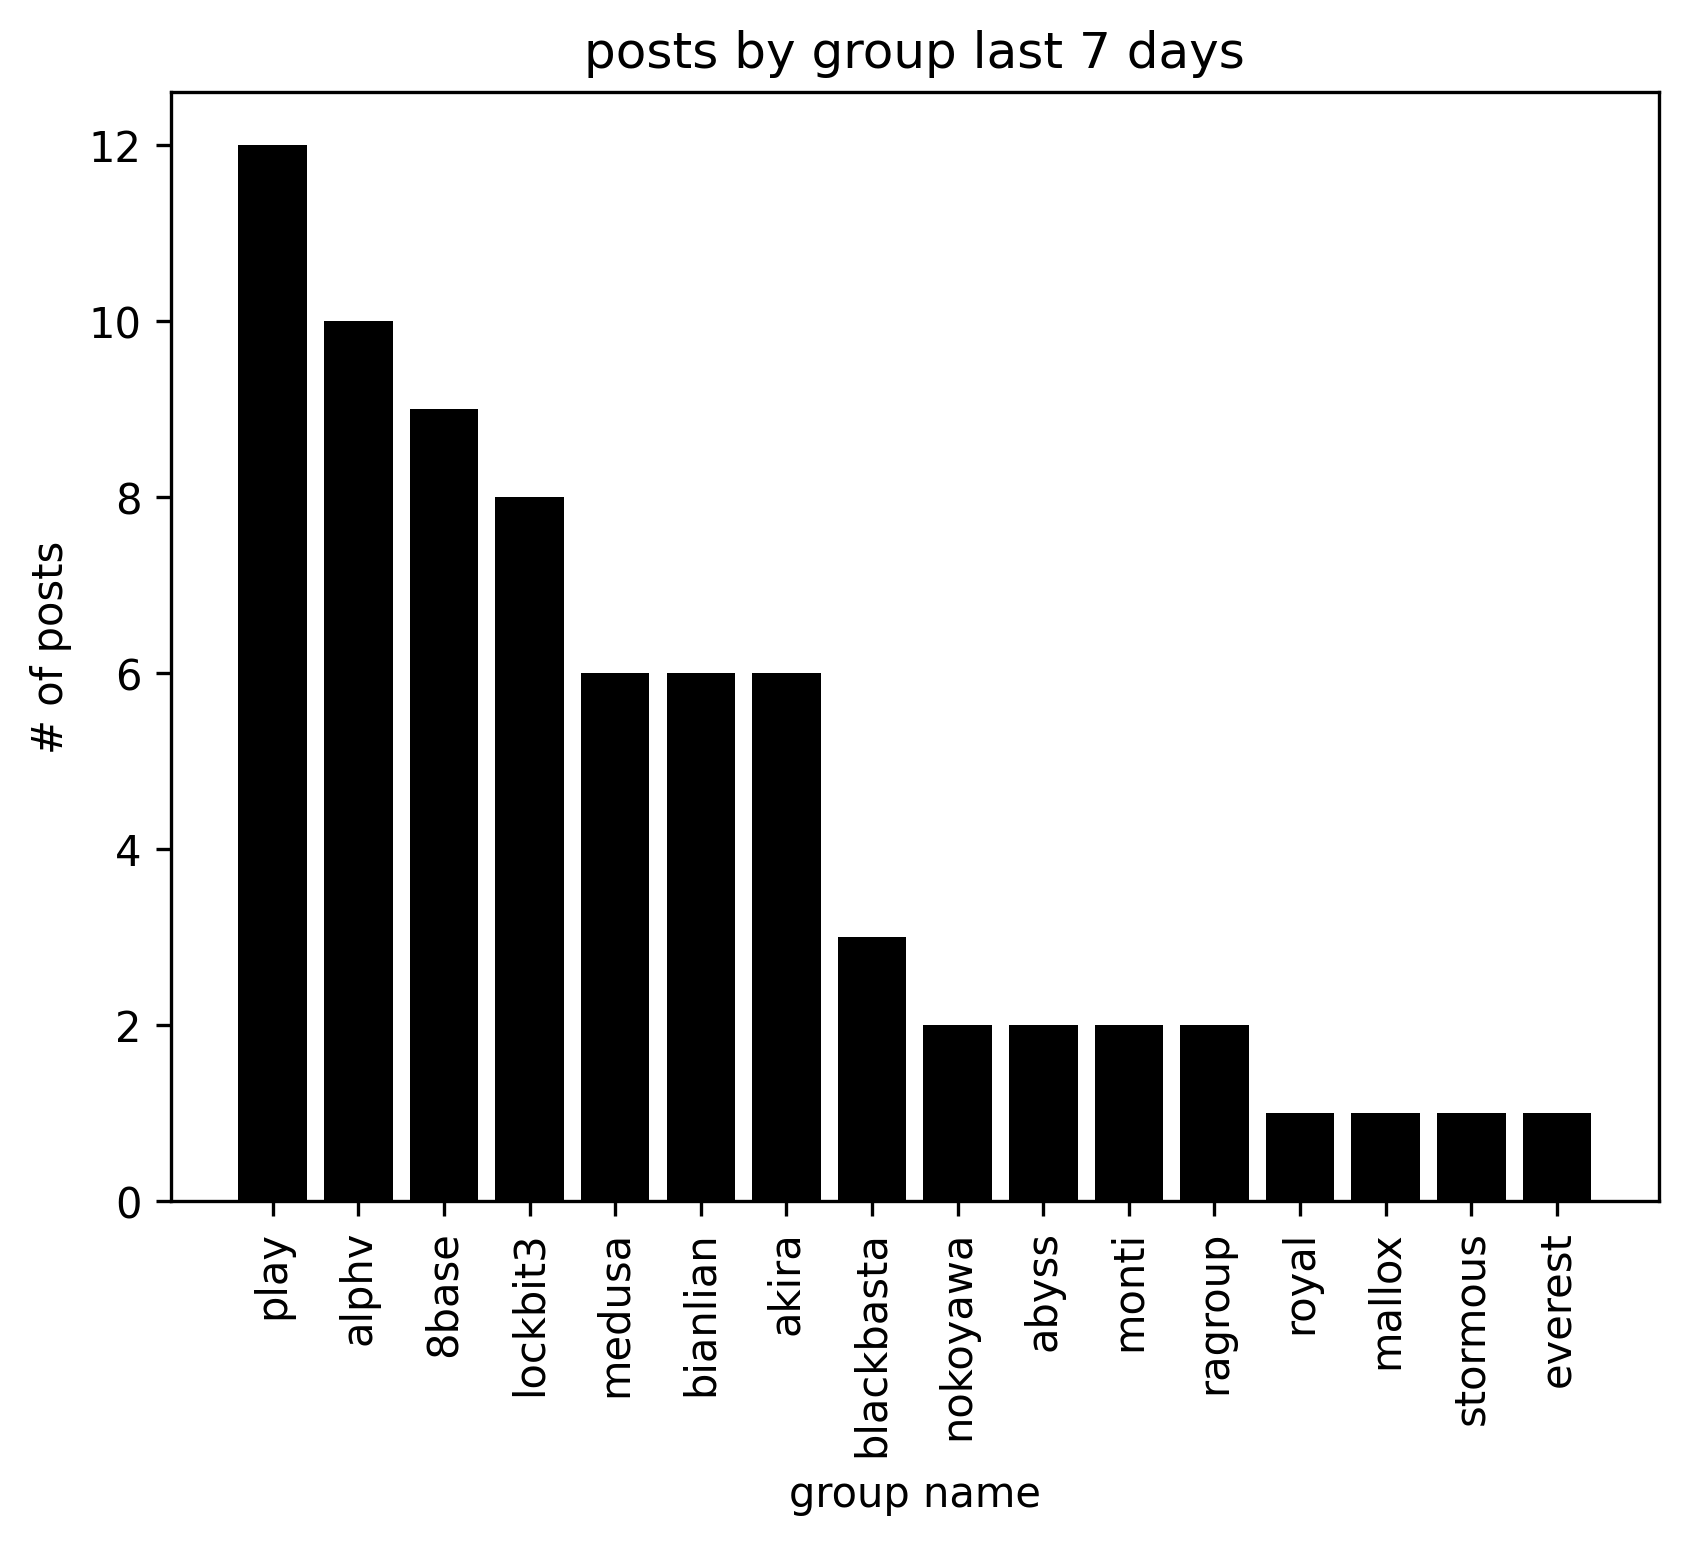 posts by group last 7 days
12
10
8
6
4
2
0
# of posts
play
alphv
8base
lockbit3
medusa
bianlian
akira
blackbasta
nokoyawa
abyss
monti
ragroup
royal
mallox
stormous
everest
group name